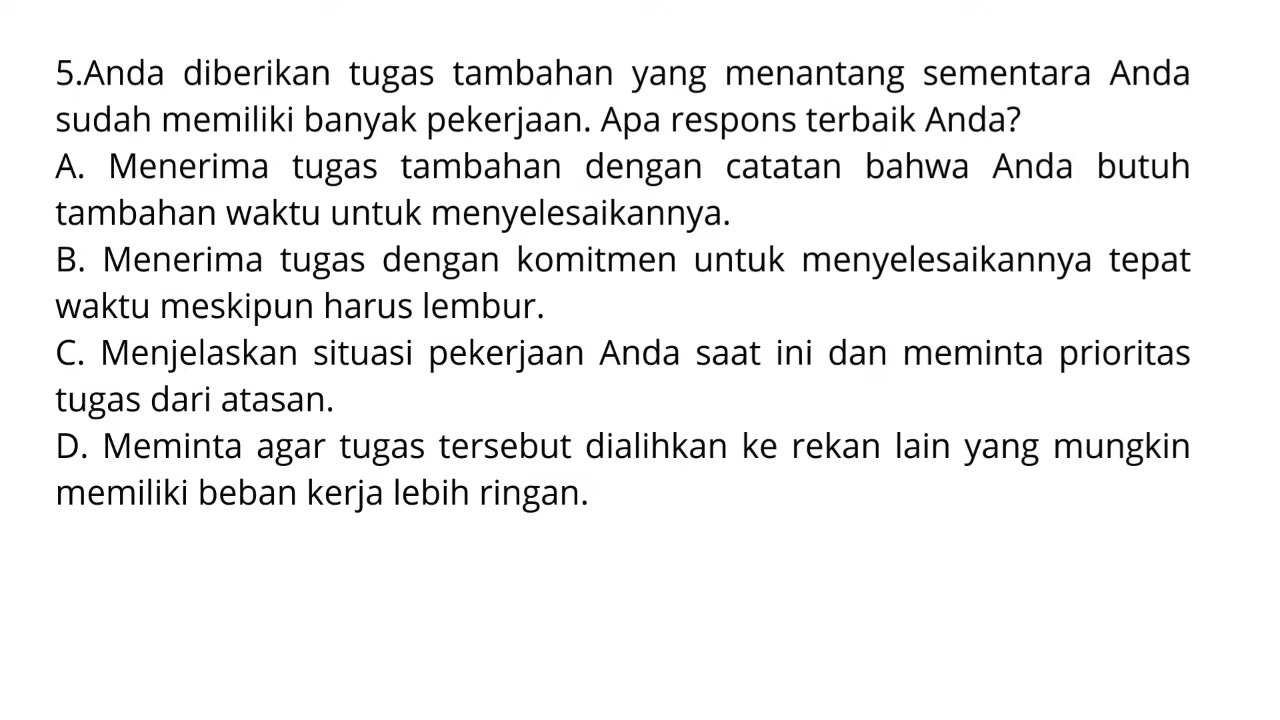 5.Anda diberikan tugas tambahan yang menantang sementara Anda
sudah memiliki banyak pekerjaan. Apa respons terbaik Anda?
A. Menerima tugas tambahan dengan catatan bahwa Anda butuh
tambahan waktu untuk menyelesaikannya.
B. Menerima tugas dengan komitmen untuk menyelesaikannya tepat
waktu meskipun harus lembur.
C. Menjelaskan situasi pekerjaan Anda saat ini dan meminta prioritas
tugas dari atasan.
D. Meminta agar tugas tersebut dialihkan ke rekan lain yang mungkin
memiliki beban kerja lebih ringan.